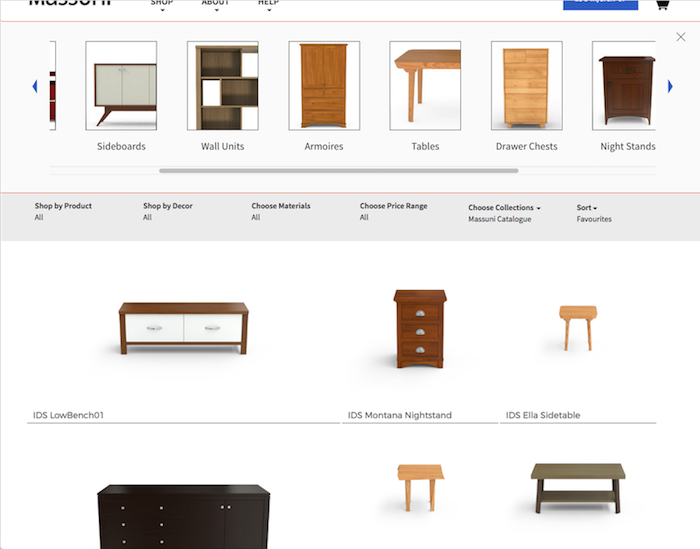 Massoni
SHOP
ABOUT
HELP
Sideboards
Wall Units
Armoires
Tables
Drawer Chests
Night Stands
Shop by Product
All
Shop by Decor
All
Choose Materials
All
Choose Price Range
All
Choose Collections
Massuni Catalogue
Sort
Favourites
IDS LowBench01
IDS Montana Nightstand
IDS Ella Sidetable